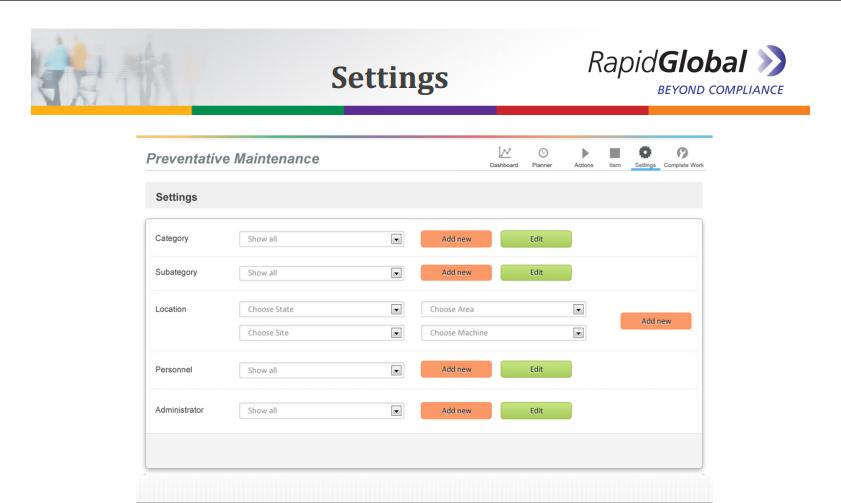 Settings
RapidGlobal
BEYOND COMPLIANCE
Preventative Maintenance
Dashboard Planner Actions Item Settings Complete Work
Settings
Category Show all Add new Edit
Subategory Show all Add new Edit
Location Choose State Choose Area
Add new
Choose Site Choose Machine
Personnel Show all Add new Edit
Administrator Show all Add new Edit